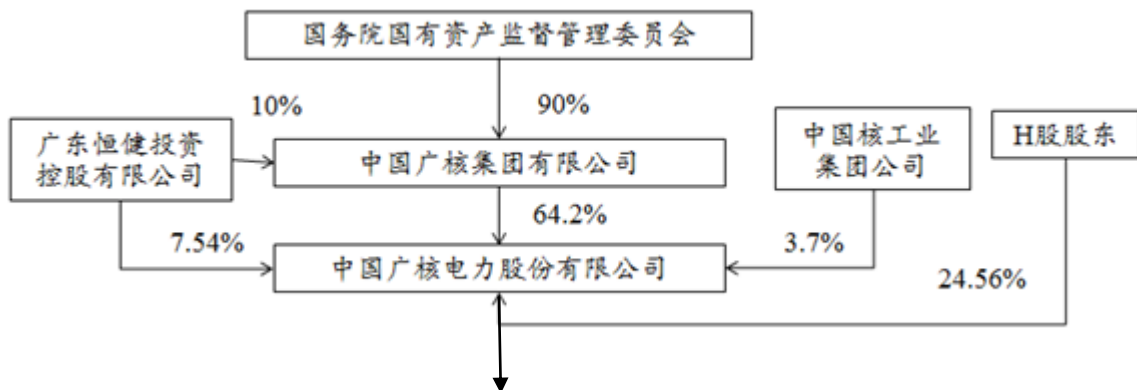 国务院国有资产监督管理委员会
10%
90%
广东恒健投资
控股有限公司
中国广核集团有限公司
中国核工业
集团公司
H股股东
64.2%
7.54%
3.7%
中国广核电力股份有限公司
24.56%